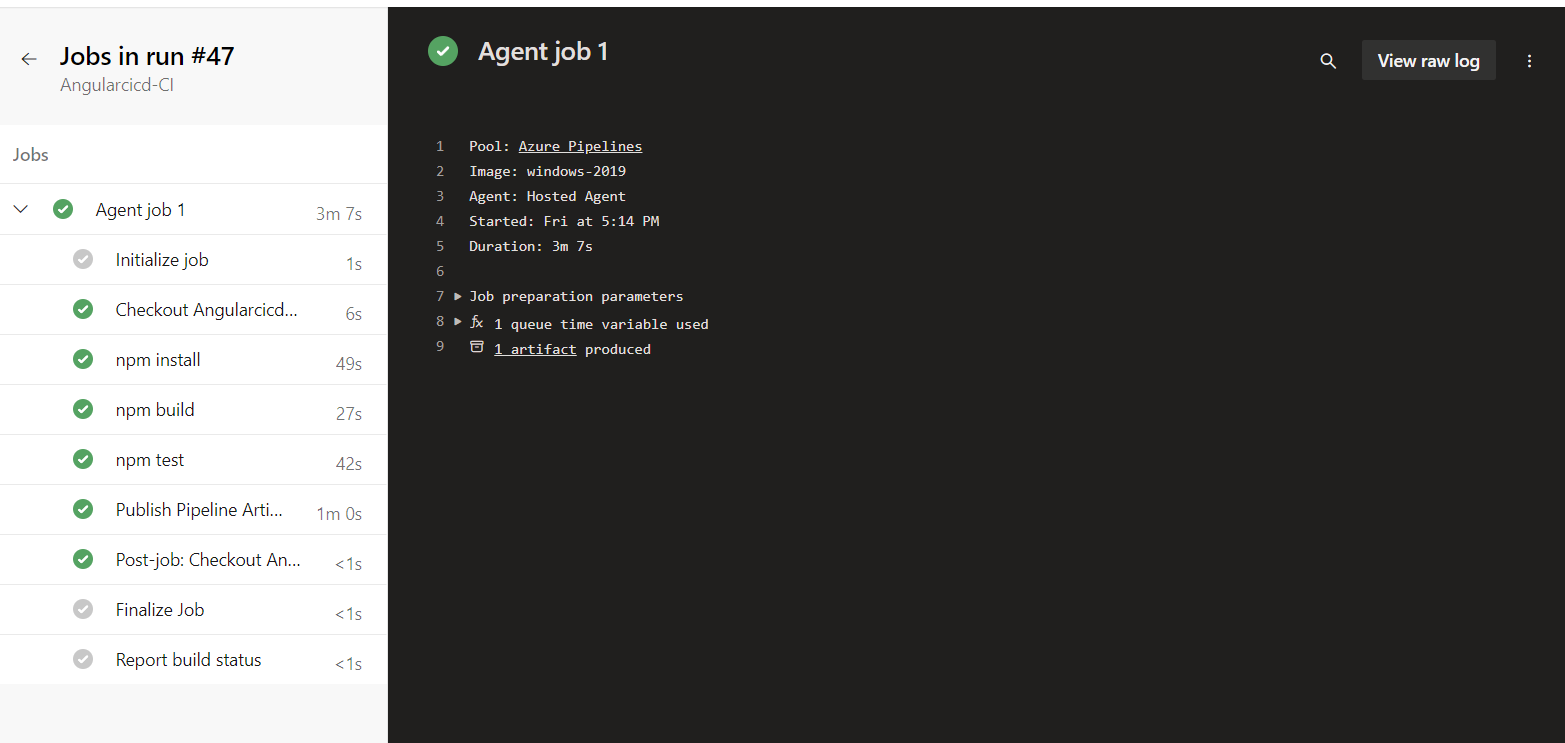 Jobs in run #47
Angularcicd-CI
Jobs
Agent job 1 3m 7s
Initialize job 1s
Checkout Angularcicd... 6s
npm install 49s
npm build 27s
npm test 42s
Publish Pipeline Arti... 1m 0s
Post-job: Checkout An... <1s
Finalize Job <1s
Report build status <1s
Agent job 1
View raw log
1 Pool: Azure Pipelines
2 Image: windows-2019
3 Agent: Hosted Agent
4 Started: Fri at 5:14 PM
5 Duration: 3m 7s
6
7 Job preparation parameters
8 fx 1 queue time variable used
9 1 artifact produced